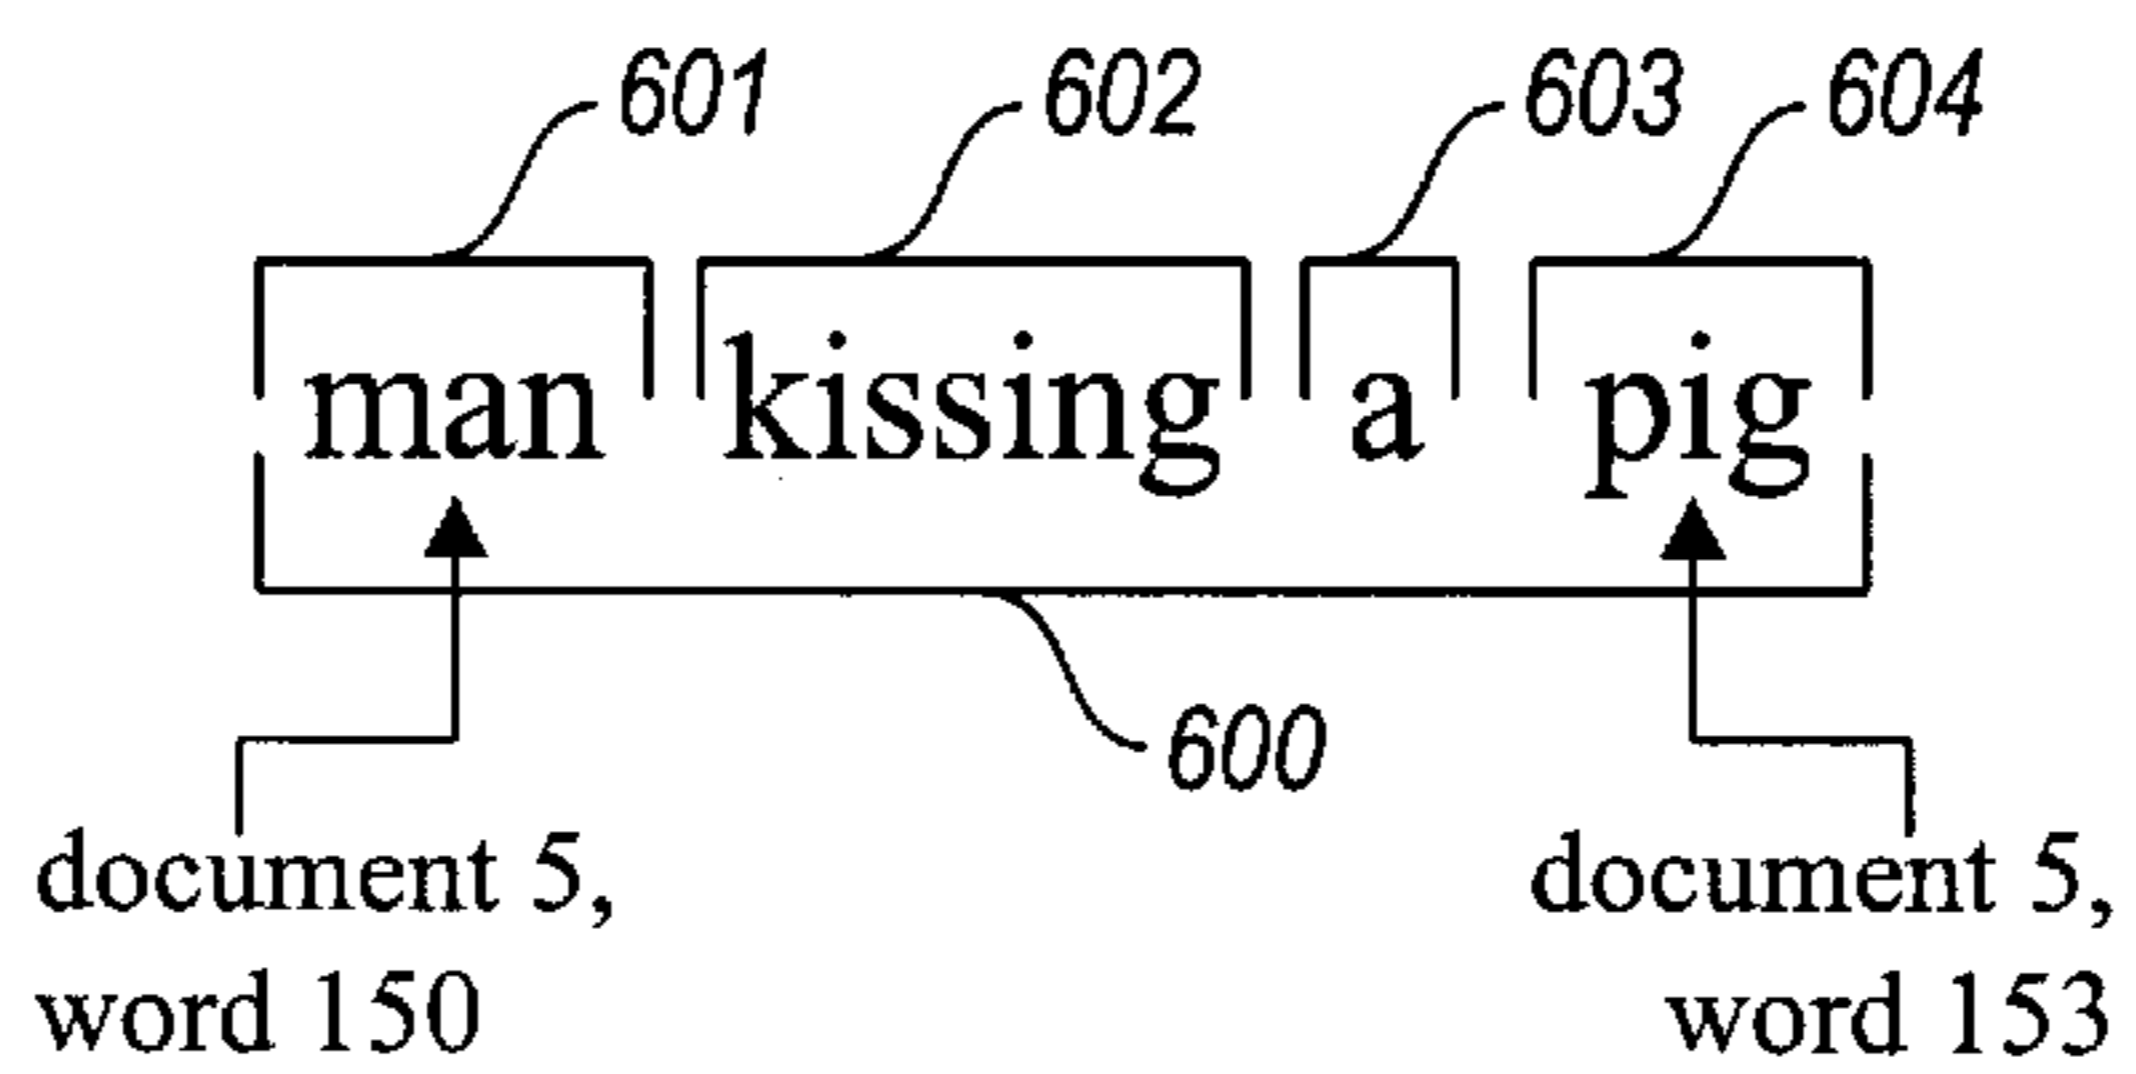 601 602 603 604
man kissing a pig
600
document 5, document 5,
word 150 word 153